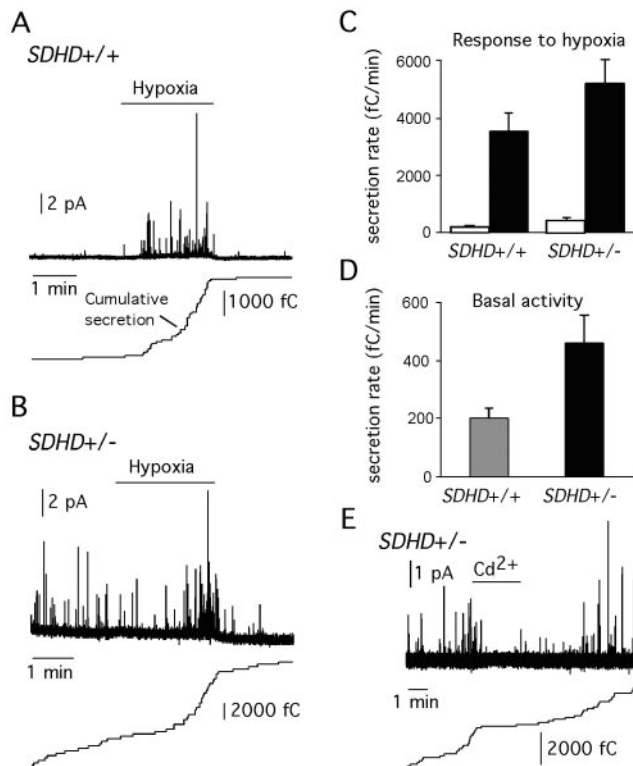 A
SDHD+/+
Hypoxia
2 pA
1 min
Cumulative
secretion
1000 fC
B
SDHD+/-
Hypoxia
2 pA
1 min
2000 fC
C
Response to hypoxia
secretion rate (fC/min)
6000
4000
2000
0
SDHD+/+ SDHD+/-
D
Basal activity
secretion rate (fC/min)
600
400
200
0
SDHD+/+ SDHD+/-
E
SDHD+/-
1 pA
Cd2+
1 min
2000 fC